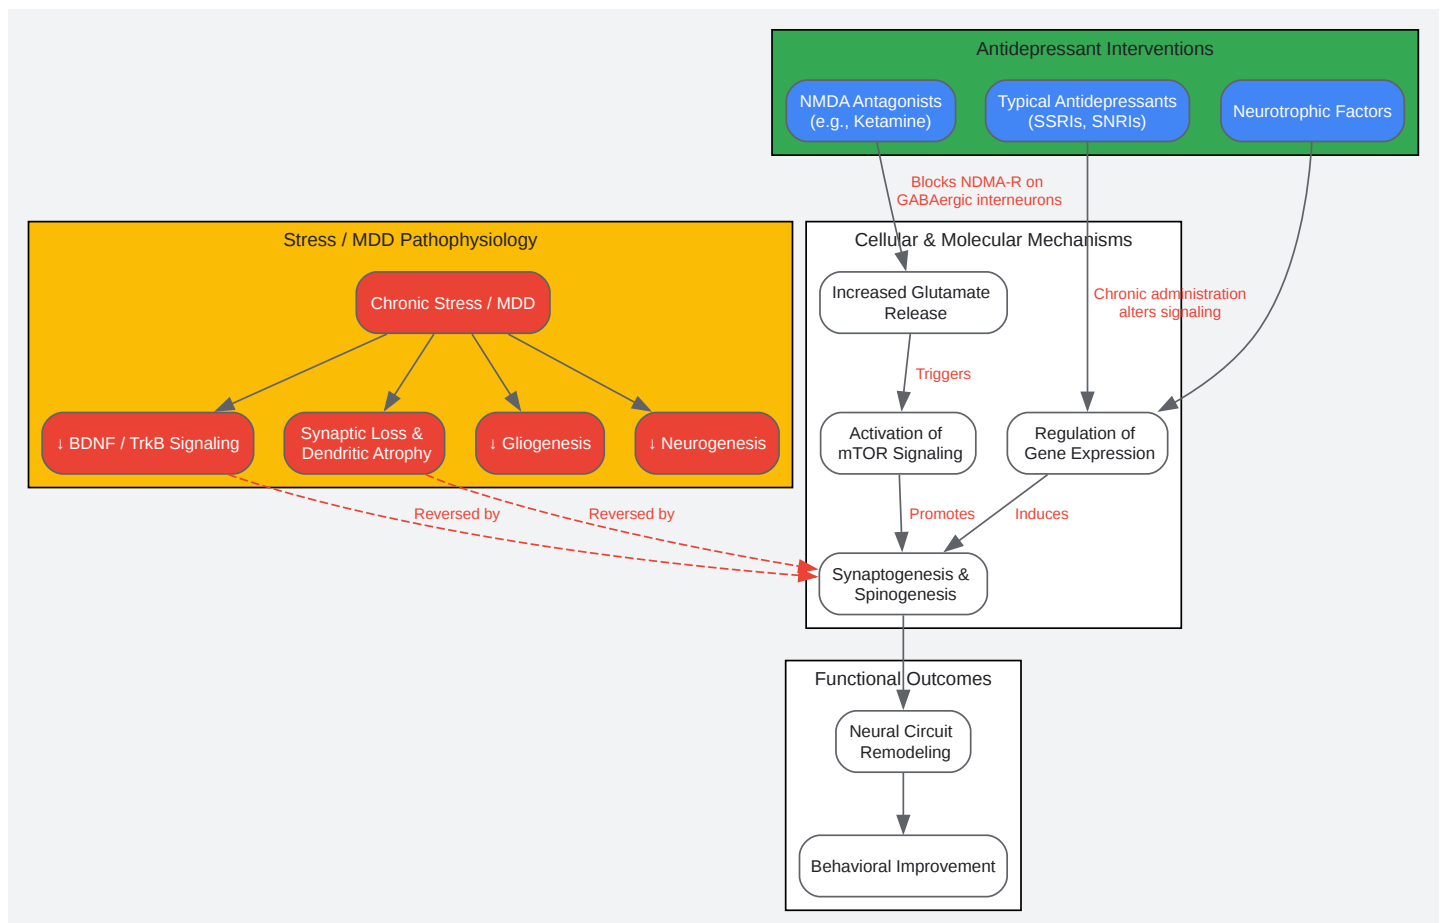 Antidepressant Interventions
NMDA Antagonists
(e.g., Ketamine)
Typical Antidepressants
(SSRIs, SNRIs)
Neurotrophic Factors
Blocks NDMA-R on
GABAergic interneurons
Stress / MDD Pathophysiology
Chronic Stress / MDD
↓ BDNF / TrkB Signaling
Synaptic Loss &
Dendritic Atrophy
↓ Gliogenesis
↓ Neurogenesis
Reversed by
Reversed by
Cellular & Molecular Mechanisms
Increased Glutamate
Release
Chronic administration
alters signaling
Triggers
Activation of
mTOR Signaling
Regulation of
Gene Expression
Promotes
Induces
Synaptogenesis &
Spinogenesis
Functional Outcomes
Neural Circuit
Remodeling
Behavioral Improvement